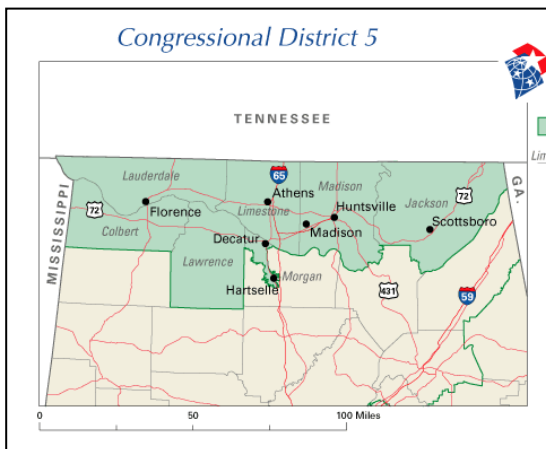 Congressional District 5
TENNESSEE
MISSISSIPPI
GA.
Lauderdale
65
Athens
Madison
Jackson
72
72
Florence
Limestone
Huntsville
Scottsboro
Colbert
Madison
Decatur
Lawrence
Morgan
Hartselle
431
59
0 50 100 Miles